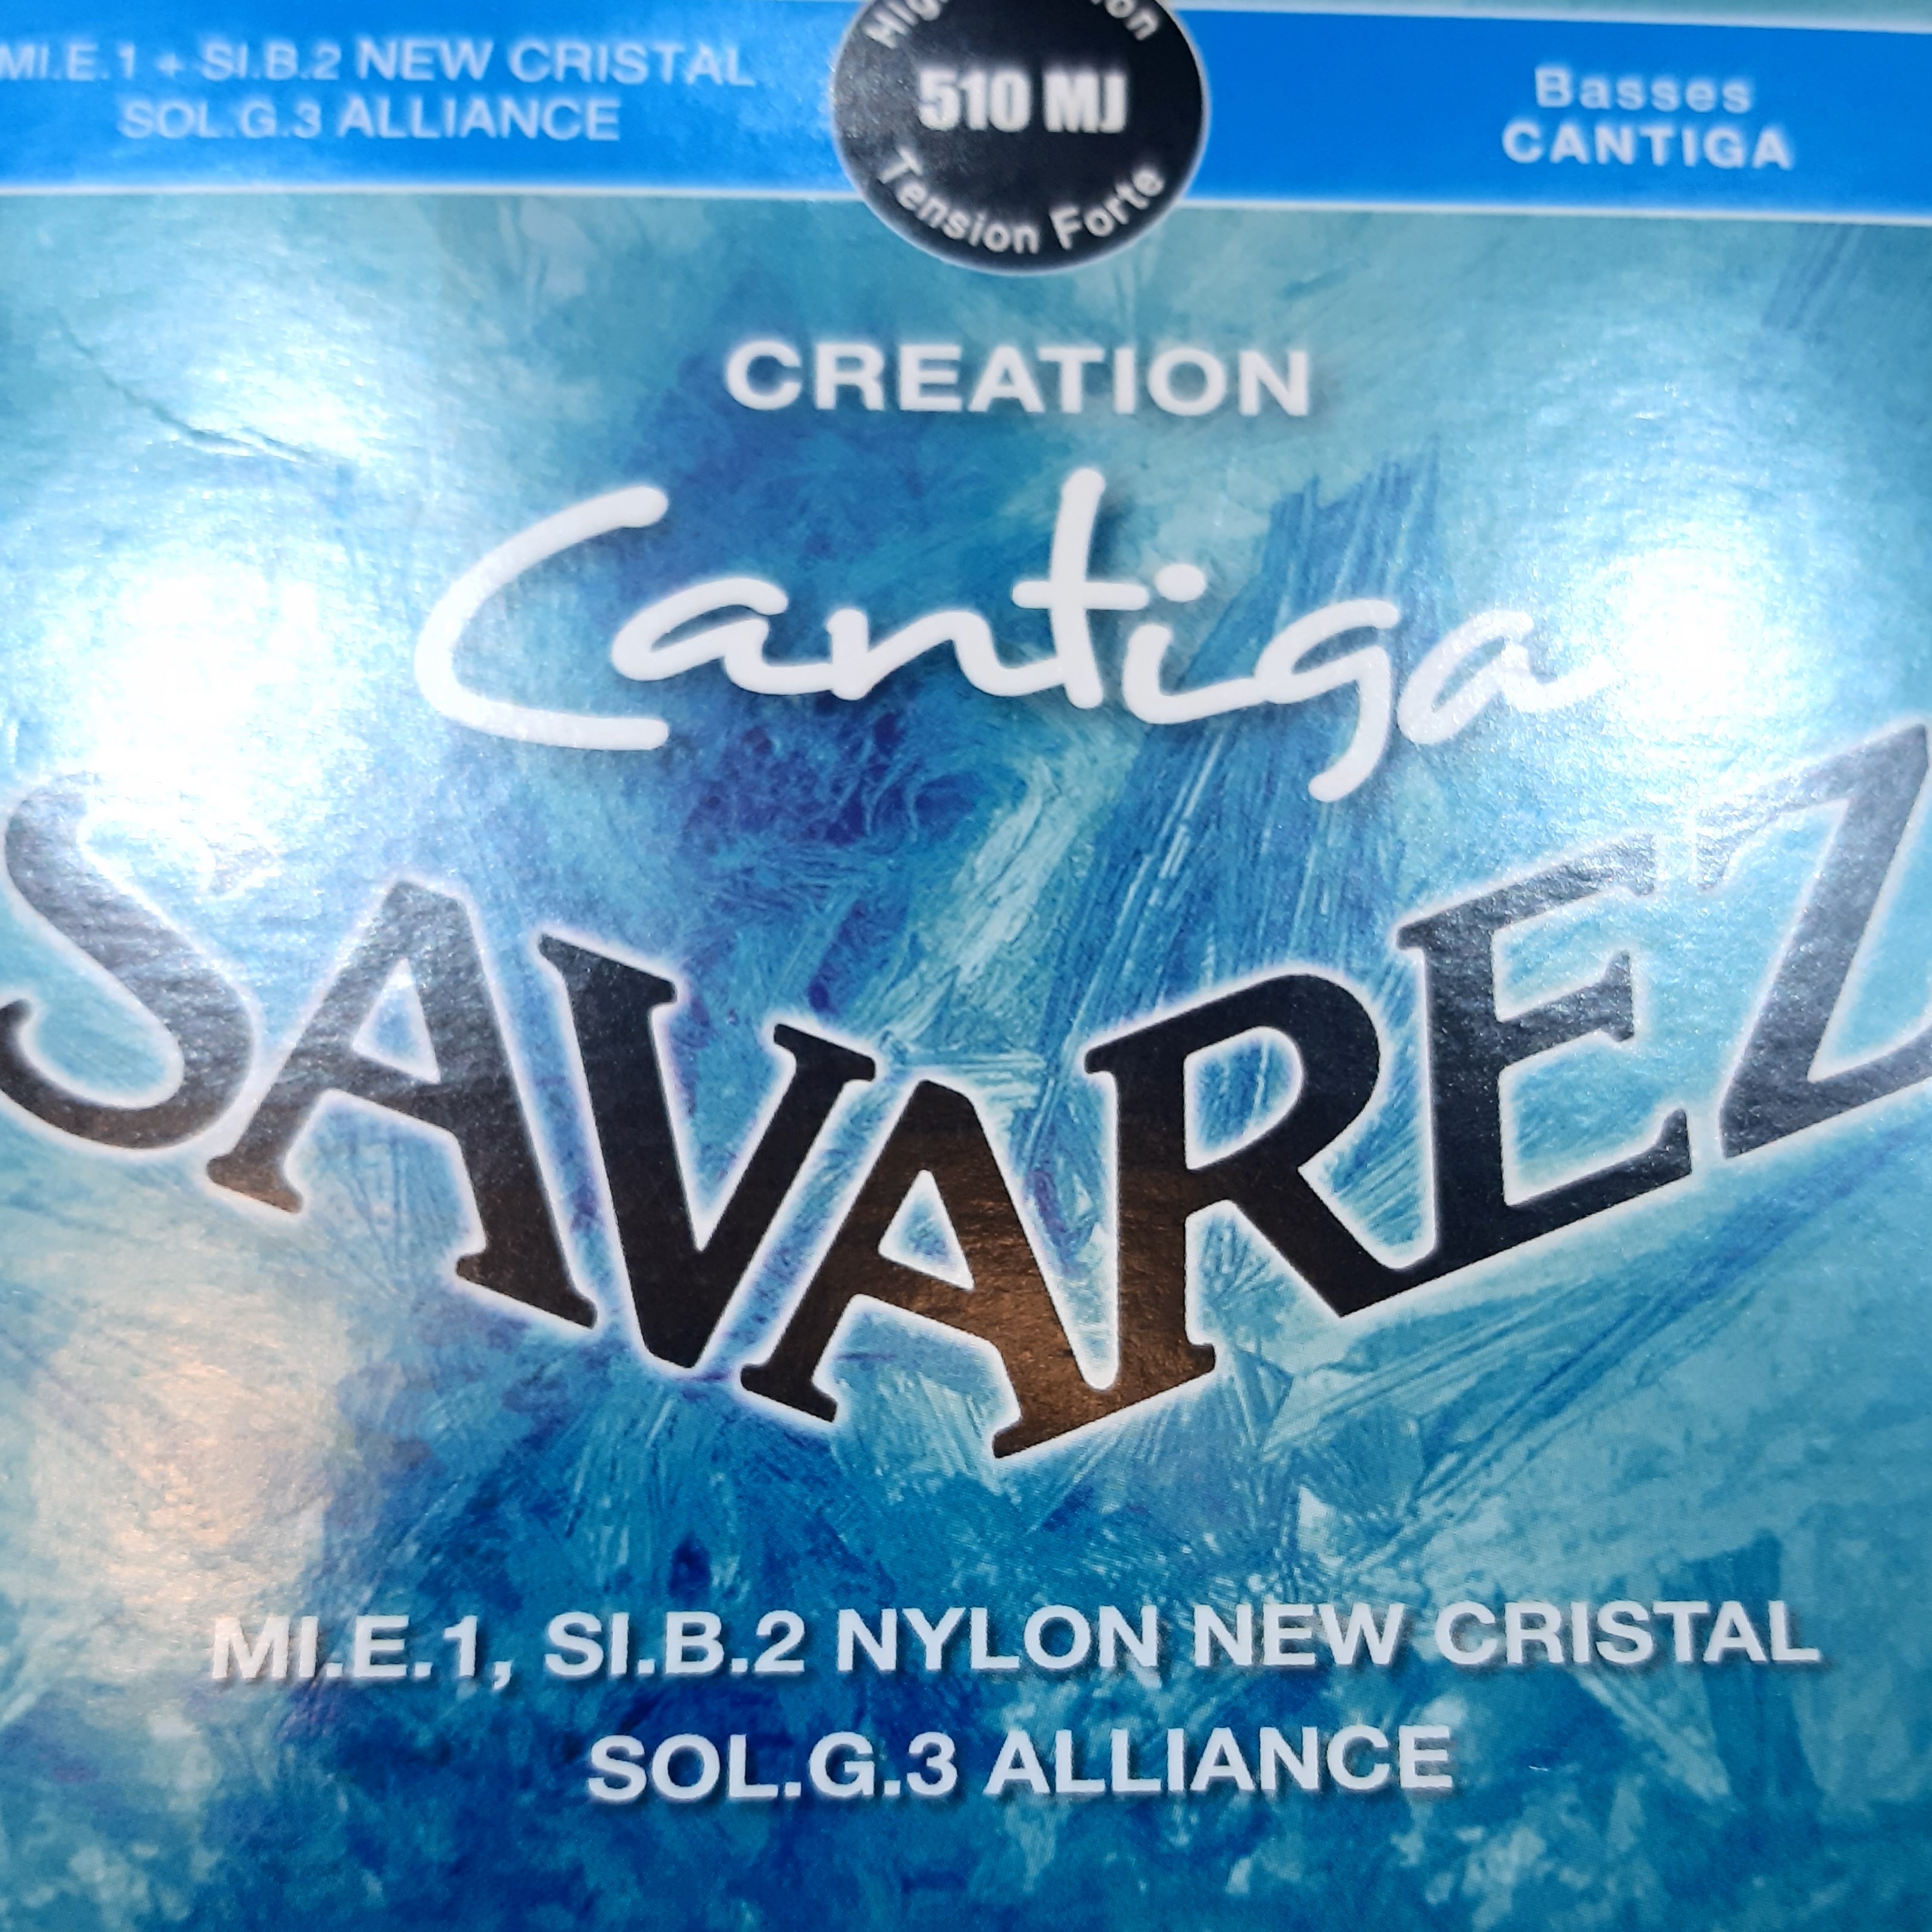 MI.E.1 + SI.B.2 NEW CRISTAL
SOL.G.3 ALLIANCE
510 MJ
Tension Forte
Basses
CANTIGA
CREATION
Cantiga
SAVAREZ
MI.E.1, SI.B.2 NYLON NEW CRISTAL
SOL.G.3 ALLIANCE